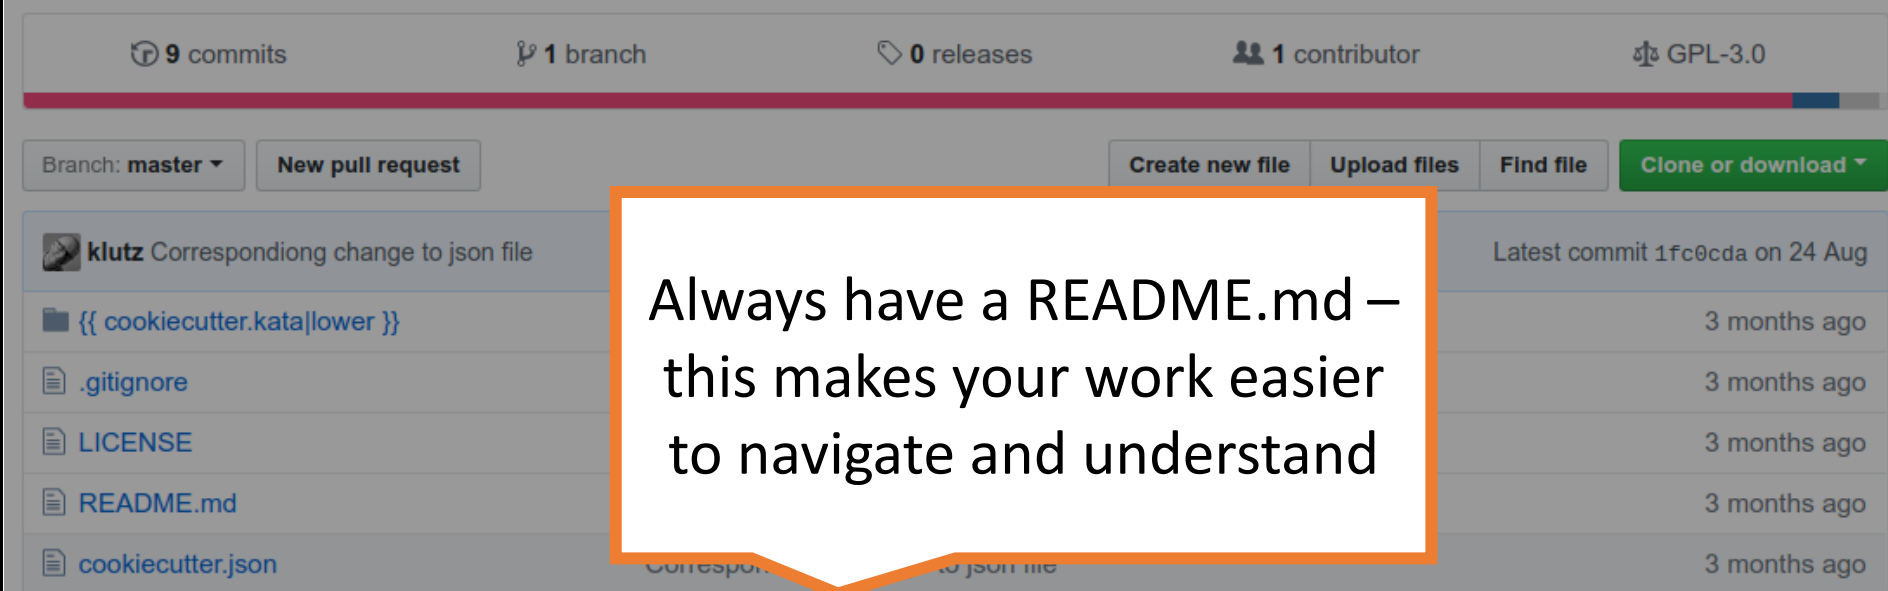 9 commits 1 branch 0 releases 1 contributor GPL-3.0
Branch: master New pull request Create new file Upload files Find file Clone or download
klutz Correspondiong change to json file Latest commit 1fc0cda on 24 Aug
{{ cookiecutter.kata|lower }} 3 months ago
.gitignore 3 months ago
LICENSE 3 months ago
README.md 3 months ago
cookiecutter.json to json file 3 months ago
Always have a README.md –
this makes your work easier
to navigate and understand